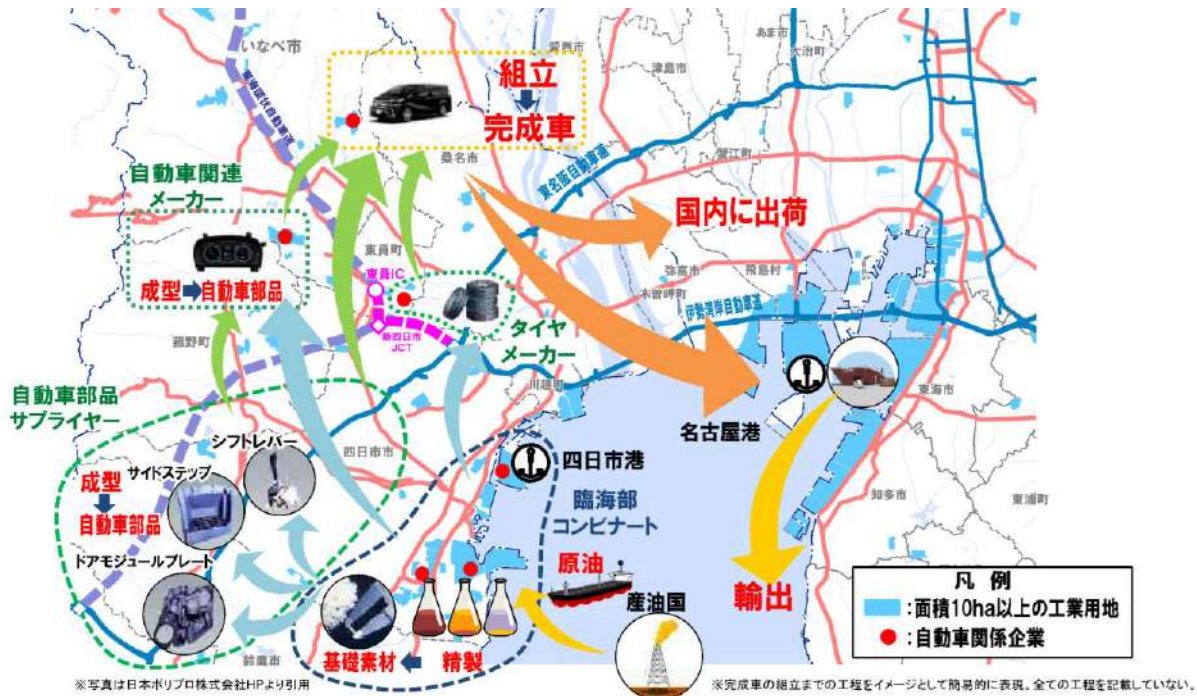 いなべ市
愛西市
あま市
大治町
津島市
東海環状自動車道
組立
完成車
桑名市
蟹江町
東名阪自動車道
自動車関連
メーカー
国内に出荷
東員町
弥富市
飛島村
木曽岬町
成型
自動車部品
東員IC
伊勢湾岸自動車道
新四日市
JCT
タイヤ
メーカー
菰野町
川越町
東海市
自動車部品
サプライヤー
名古屋港
シフトレバー
四日市市
四日市港
サイドステップ
成型
自動車部品
臨海部
コンビナート
知多市
東浦町
ドアモジュールプレート
原油
輸出
産油国
凡例
:面積10ha以上の工業用地
:自動車関係企業
基礎素材
精製
鈴鹿市
※写真は日本ポリプロ株式会社HPより引用
※完成車の組立までの工程をイメージとして簡易的に表現。全ての工程を記載していない。